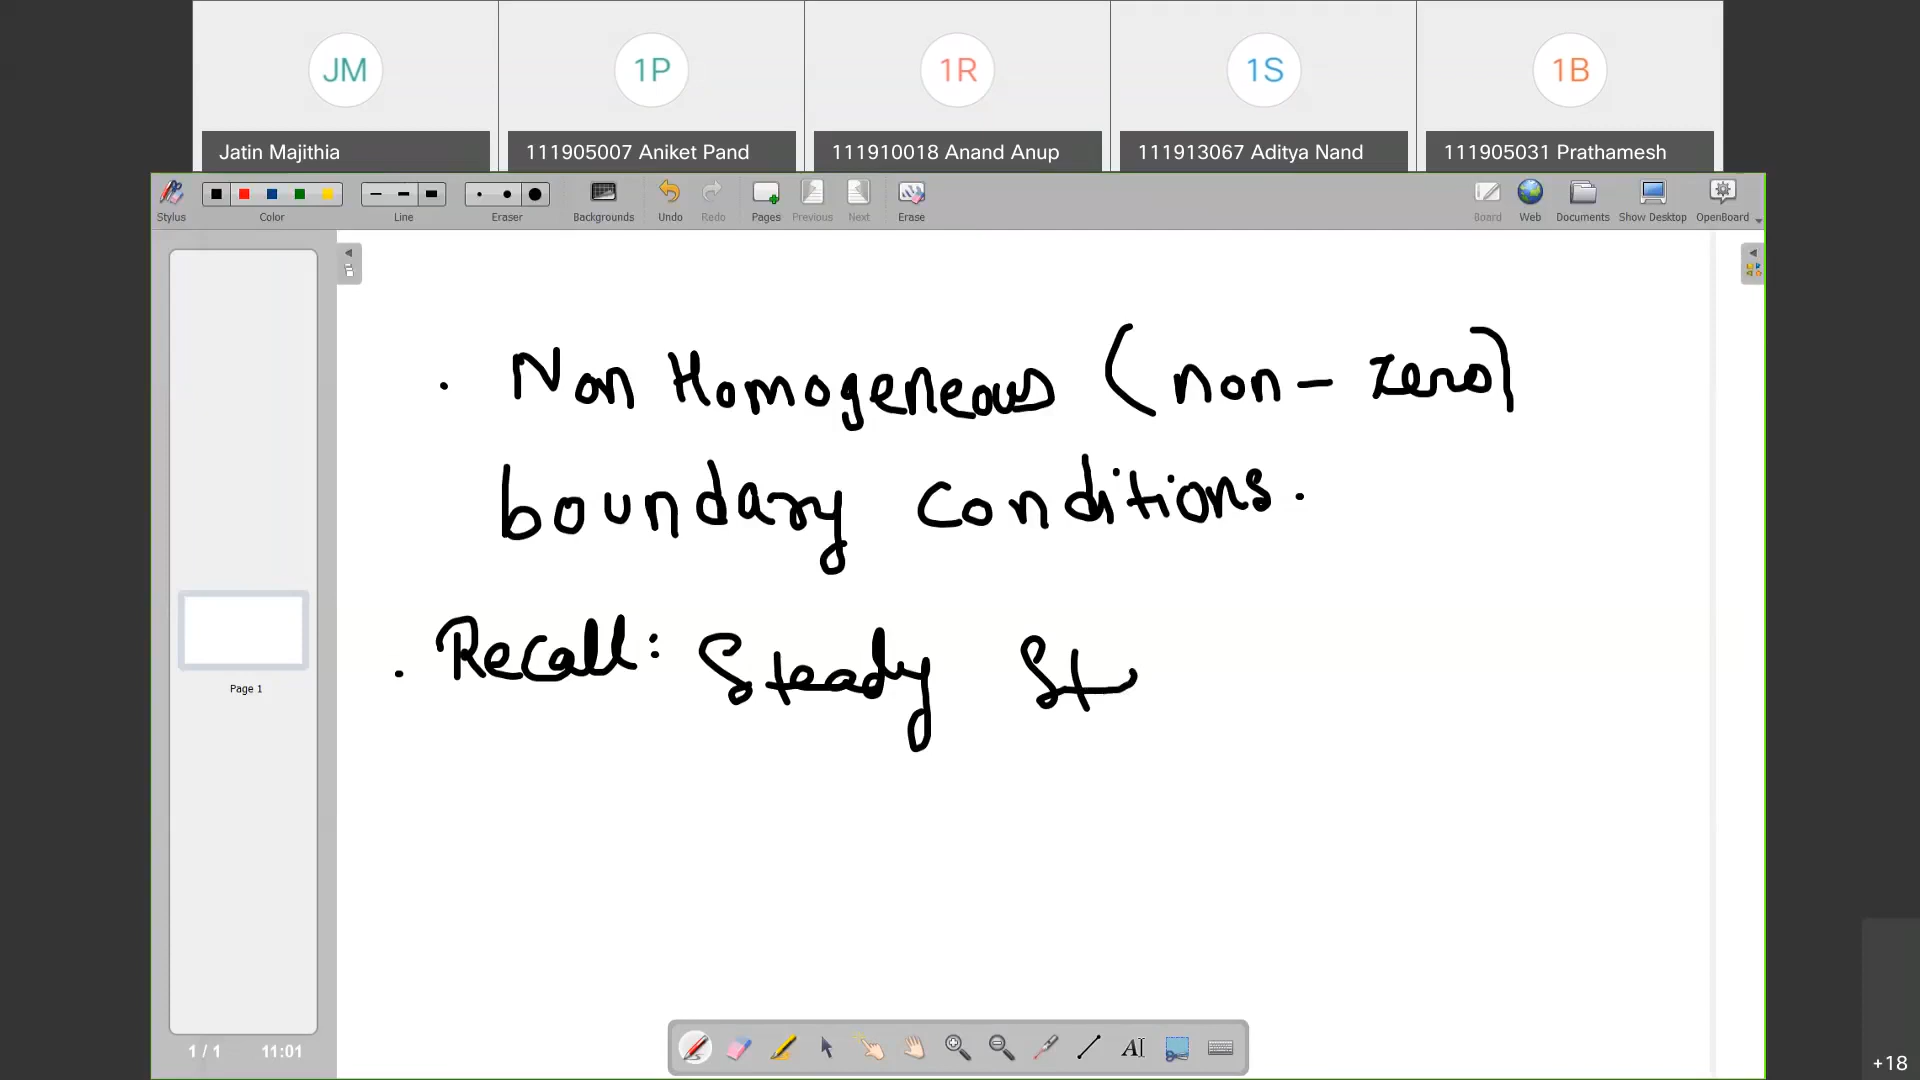 JM 1P 1R 1S 1B
Jatin Majithia 111905007 Aniket Pand 111910018 Anand Anup 111913067 Aditya Nand 111905031 Prathamesh
Stylus Color Line Eraser Backgrounds Undo Redo Pages Previous Next Erase Board Web Documents Show Desktop OpenBoard
. Non Homogeneous (non - zero)
boundary conditions.
. Recall: Steady St
Page 1
1 / 1 11:01
AI
+18